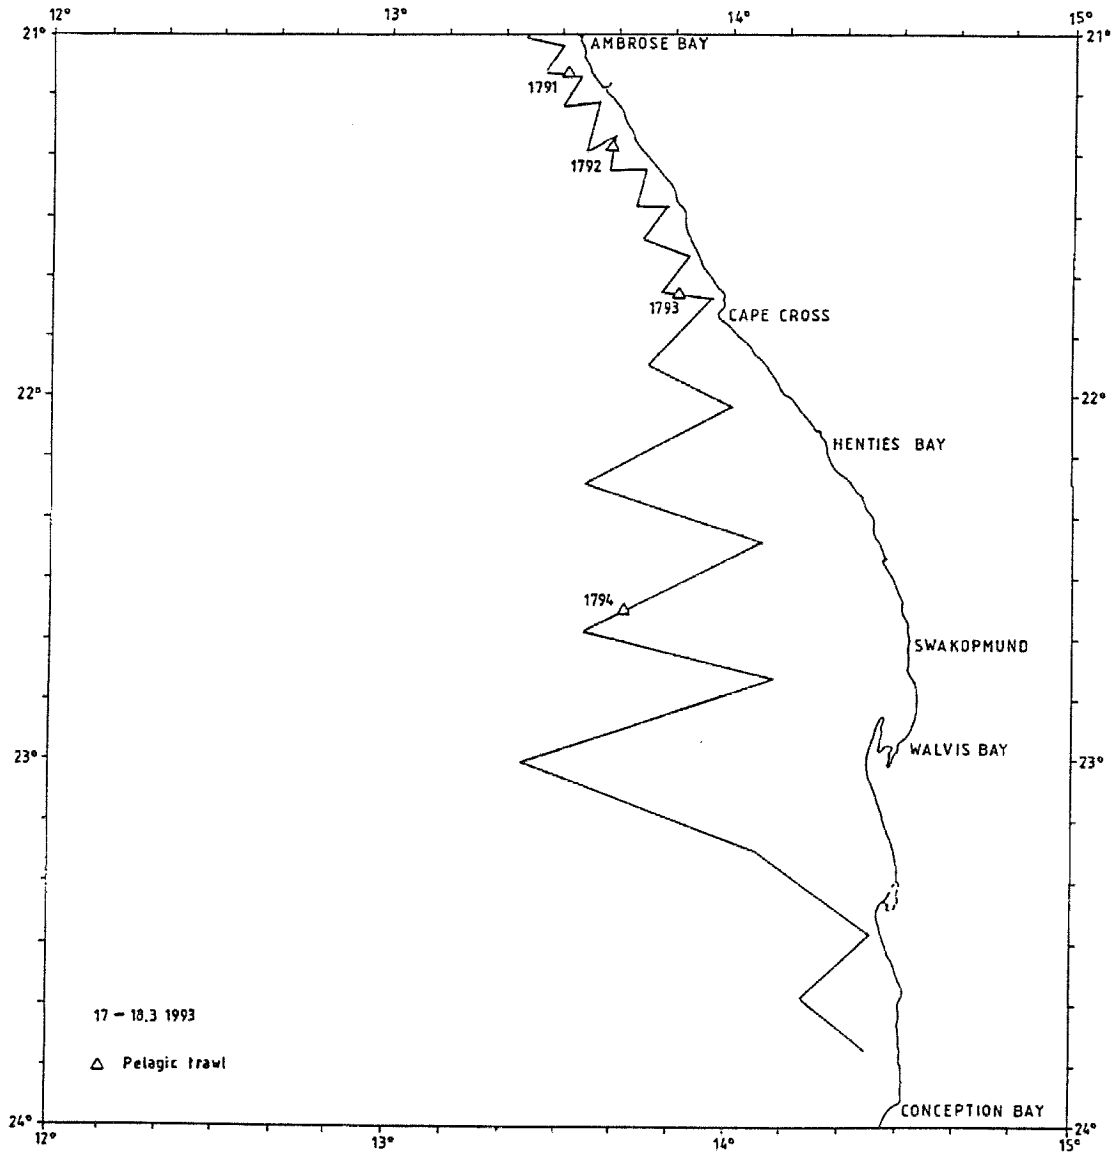 12° 13° 14° 15°
21° 21°
AMBROSE BAY
1791
1792
1793
CAPE CROSS
22° 22°
HENTIES BAY
1794
SWAKOPMUND
WALVIS BAY
23° 23°
17 - 18.3 1993
△ Pelagic trawl
CONCEPTION BAY
24° 24°
12° 13° 14° 15°